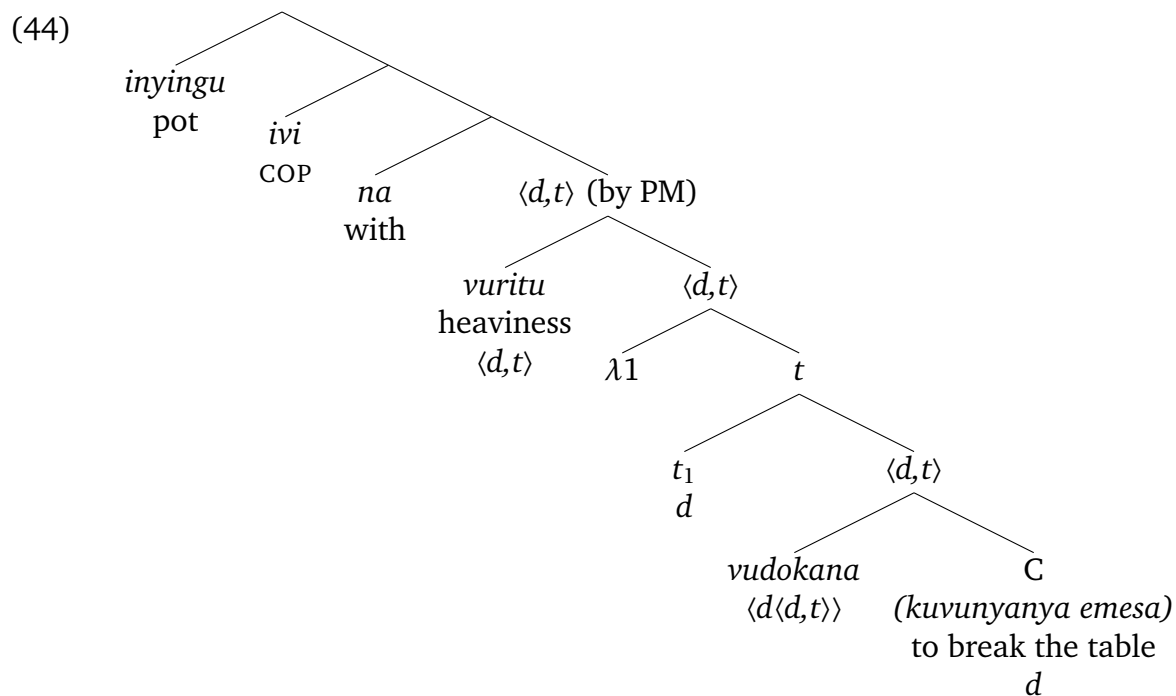 (44)
inyingu
pot
ivi
COP
na
with
⟨d,t⟩ (by PM)
vuritu
heaviness
⟨d,t⟩
⟨d,t⟩
λ1
t
t₁
d
⟨d,t⟩
vudokana
⟨d⟨d,t⟩⟩
C
(kuvunyanya emesa)
to break the table
d